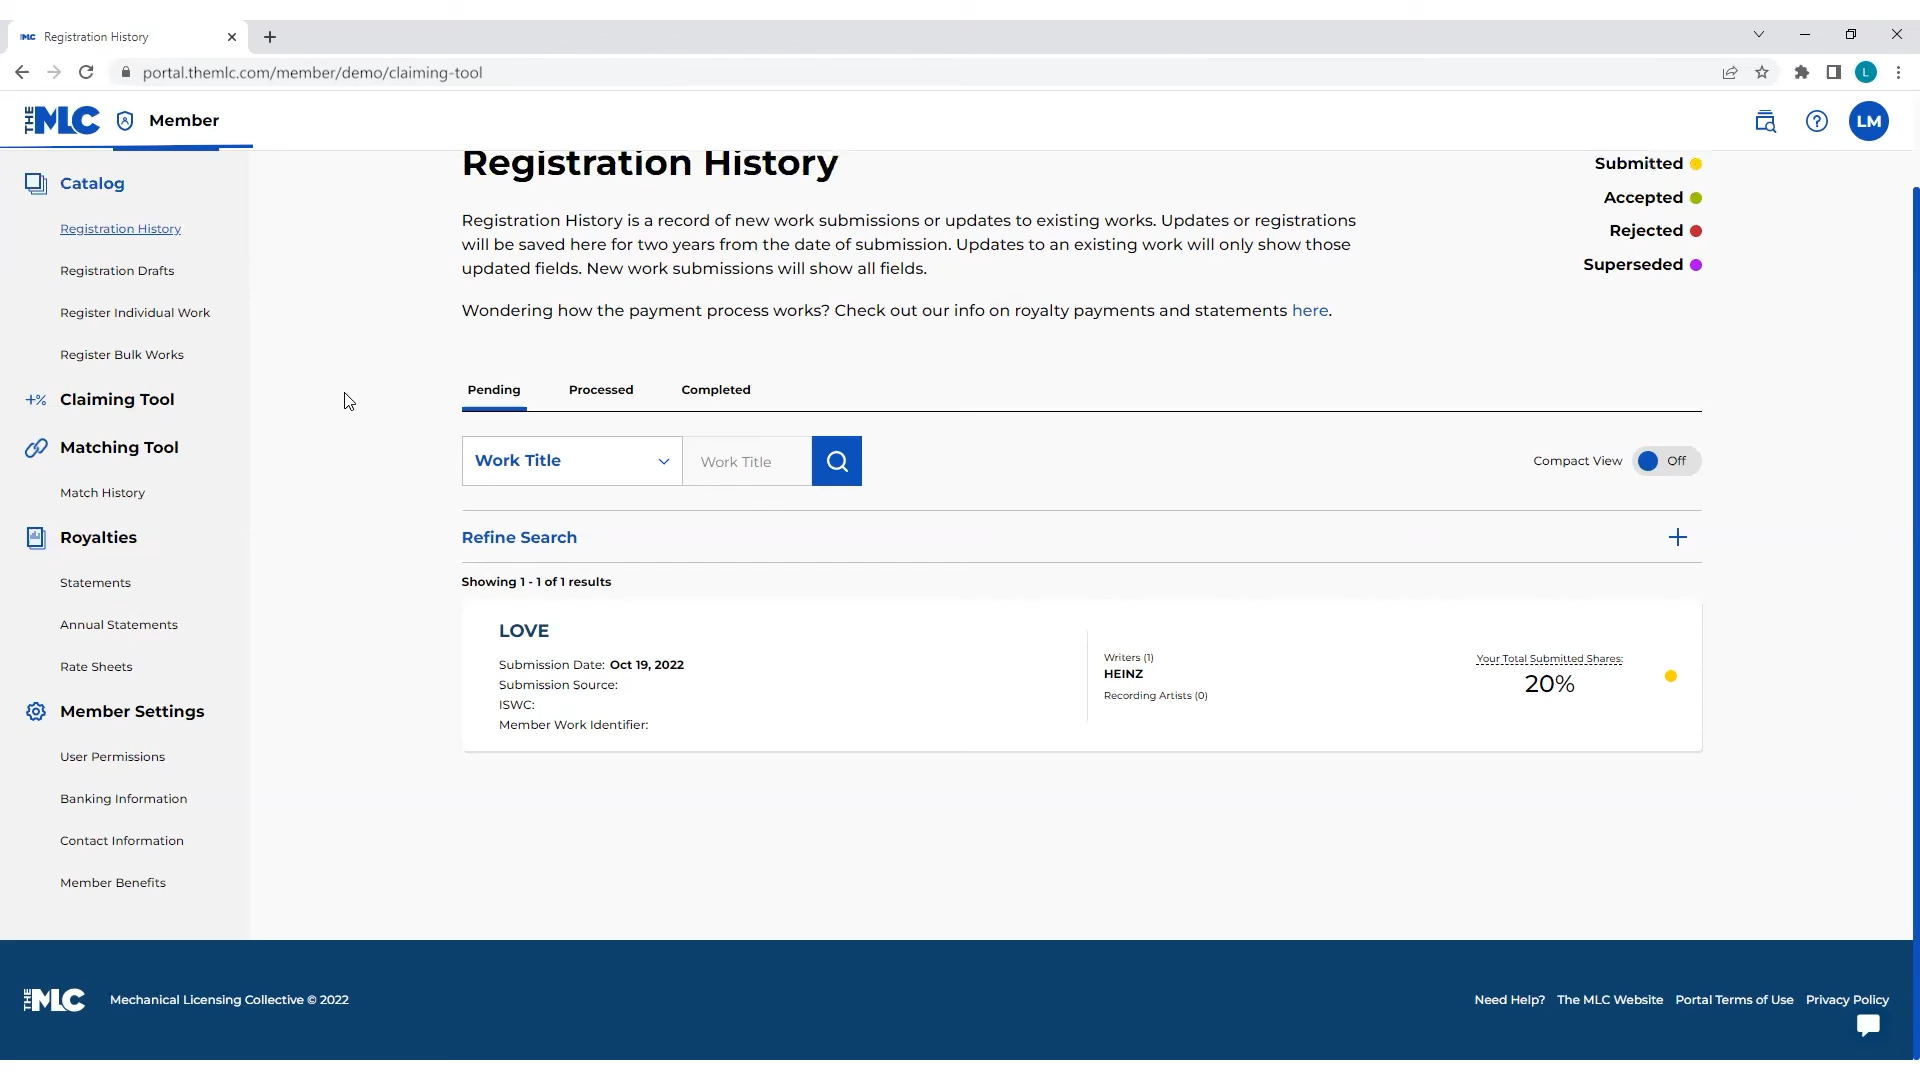 Registration History
portal.themlc.com/member/demo/claiming-tool
L
THE MLC
Member
LM
Catalog
Registration History
Registration Drafts
Register Individual Work
Register Bulk Works
Claiming Tool
Matching Tool
Match History
Royalties
Statements
Annual Statements
Rate Sheets
Member Settings
User Permissions
Banking Information
Contact Information
Member Benefits
Registration History
Submitted
Accepted
Rejected
Superseded
Registration History is a record of new work submissions or updates to existing works. Updates or registrations
will be saved here for two years from the date of submission. Updates to an existing work will only show those
updated fields. New work submissions will show all fields.
Wondering how the payment process works? Check out our info on royalty payments and statements here.
Pending
Processed
Completed
Work Title
Work Title
Compact View
Off
Refine Search
Showing 1 - 1 of 1 results
LOVE
Submission Date: Oct 19, 2022
Submission Source:
ISWC:
Member Work Identifier:
Writers (1)
HEINZ
Recording Artists (0)
Your Total Submitted Shares:
20%
THE MLC
Mechanical Licensing Collective © 2022
Need Help?
The MLC Website
Portal Terms of Use
Privacy Policy